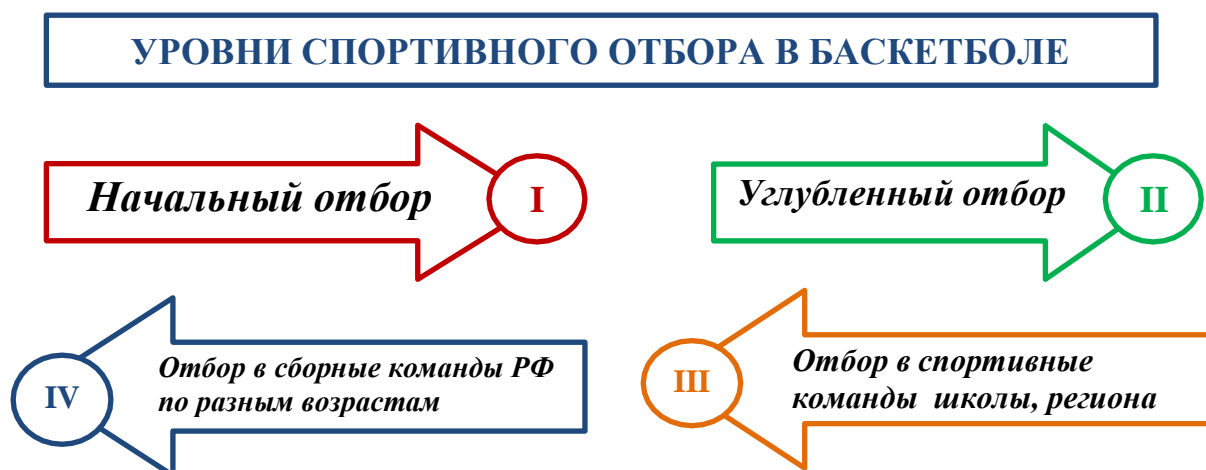 УРОВНИ СПОРТИВНОГО ОТБОРА В БАСКЕТБОЛЕ
Начальный отбор
I
Углубленный отбор
II
Отбор в спортивные
команды школы, региона
III
Отбор в сборные команды РФ
по разным возрастам
IV